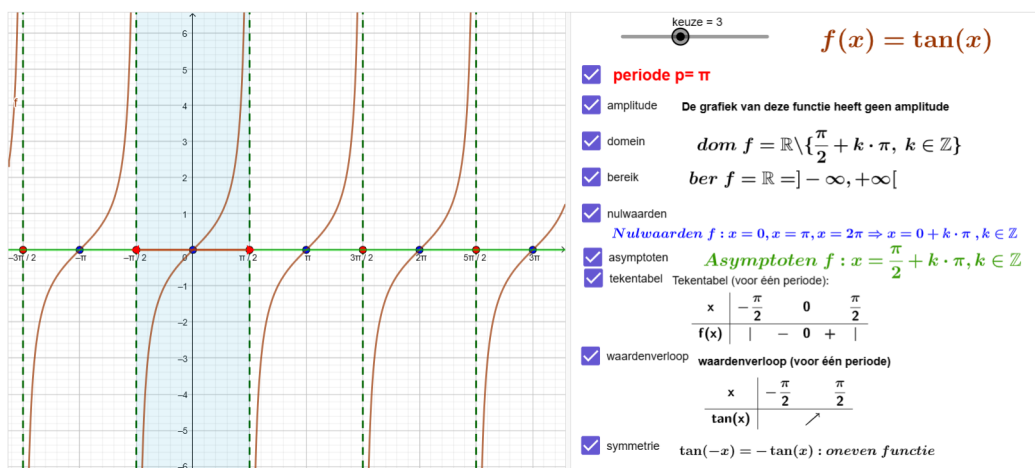 keuze = 3
f(x) = tan(x)
periode p= π
amplitude De grafiek van deze functie heeft geen amplitude
domein dom f = ℝ\{π/2 + k · π, k ∈ ℤ}
bereik ber f = ℝ =] − ∞, +∞[
nulwaarden
Nulwaarden f : x = 0, x = π, x = 2π ⇒ x = 0 + k · π , k ∈ ℤ
asymptoten Asymptoten f : x = π/2 + k · π, k ∈ ℤ
tekentabel Tekentabel (voor één periode):
x −π/2 0 π/2
f(x) | − 0 + |
waardenverloop waardenverloop (voor één periode)
x −π/2 π/2
tan(x) ↗
symmetrie tan(−x) = − tan(x) : oneven functie
6
5
4
3
2
1
−3π / 2 −π −π / 2 0 π / 2 π 3π / 2 2π 5π / 2 3π
−1
−2
−3
−4
−5
−6
f